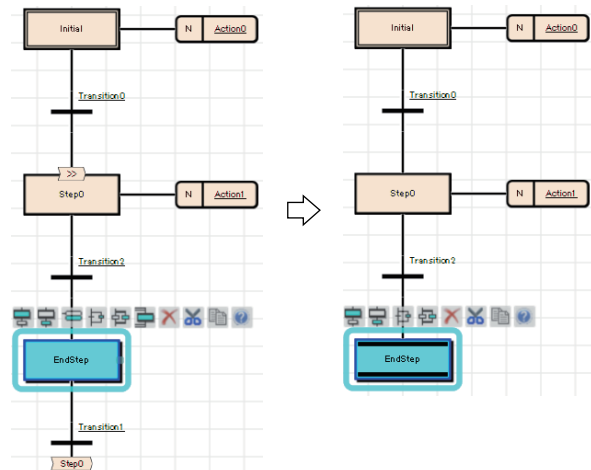 Initial
N Action0
Transition0
>>
Step0
N Action1
Transition2
?
EndStep
Transition1
Step0
Initial
N Action0
Transition0
Step0
N Action1
Transition2
?
EndStep